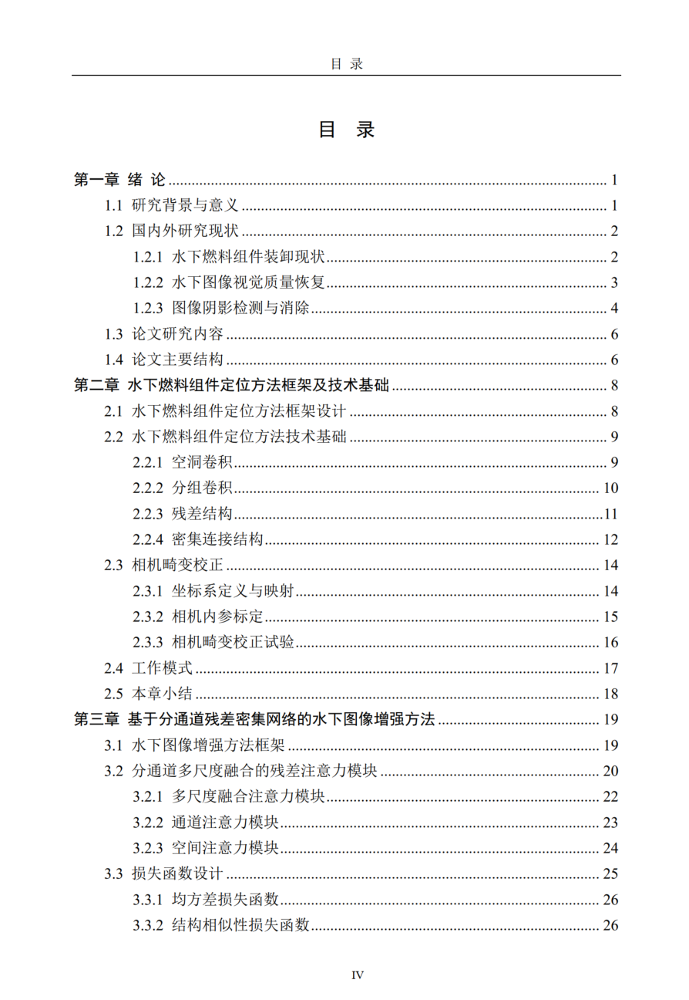 目 录
目 录
第一章 绪 论 1
1.1 研究背景与意义 1
1.2 国内外研究现状 2
1.2.1 水下燃料组件装卸现状 2
1.2.2 水下图像视觉质量恢复 3
1.2.3 图像阴影检测与消除 4
1.3 论文研究内容 6
1.4 论文主要结构 6
第二章 水下燃料组件定位方法框架及技术基础 8
2.1 水下燃料组件定位方法框架设计 8
2.2 水下燃料组件定位方法技术基础 9
2.2.1 空洞卷积 9
2.2.2 分组卷积 10
2.2.3 残差结构 11
2.2.4 密集连接结构 12
2.3 相机畸变校正 14
2.3.1 坐标系定义与映射 14
2.3.2 相机内参标定 15
2.3.3 相机畸变校正试验 16
2.4 工作模式 17
2.5 本章小结 18
第三章 基于分通道残差密集网络的水下图像增强方法 19
3.1 水下图像增强方法框架 19
3.2 分通道多尺度融合的残差注意力模块 20
3.2.1 多尺度融合注意力模块 22
3.2.2 通道注意力模块 23
3.2.3 空间注意力模块 24
3.3 损失函数设计 25
3.3.1 均方差损失函数 26
3.3.2 结构相似性损失函数 26
IV